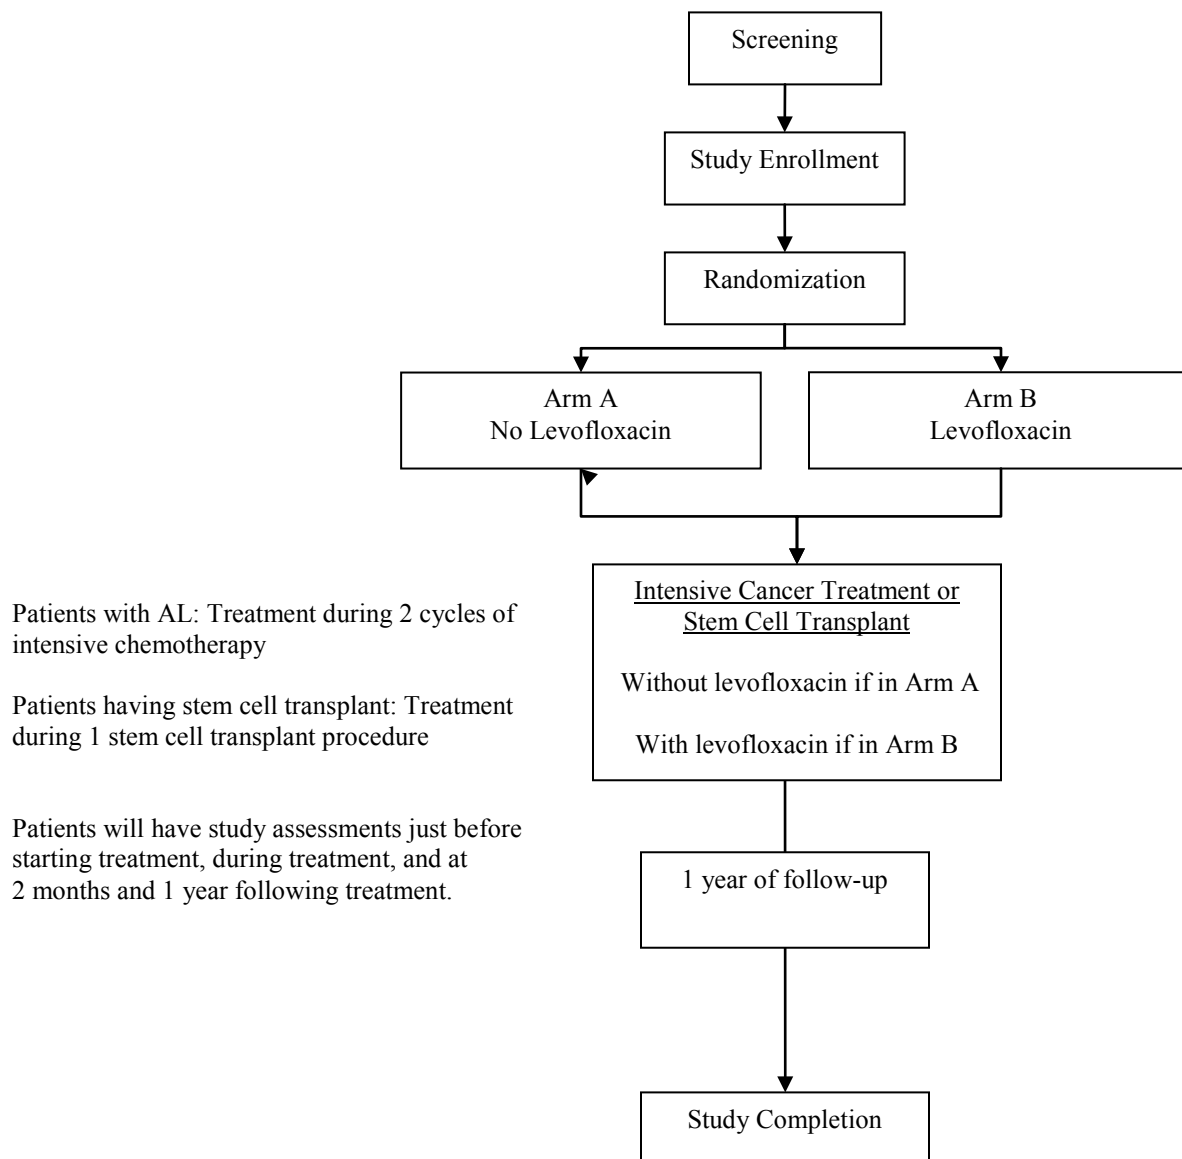 Screening
Study Enrollment
Randomization
Arm A
No Levofloxacin
Arm B
Levofloxacin
Patients with AL: Treatment during 2 cycles of
intensive chemotherapy
Patients having stem cell transplant: Treatment
during 1 stem cell transplant procedure
Patients will have study assessments just before
starting treatment, during treatment, and at
2 months and 1 year following treatment.
Intensive Cancer Treatment or
Stem Cell Transplant
Without levofloxacin if in Arm A
With levofloxacin if in Arm B
1 year of follow-up
Study Completion